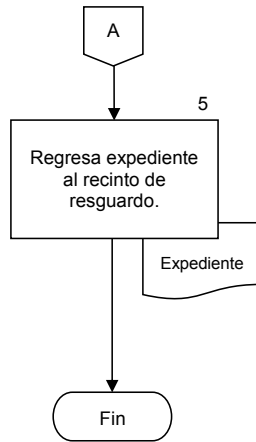 A
5
Regresa expediente
al recinto de
resguardo.
Expediente
Fin